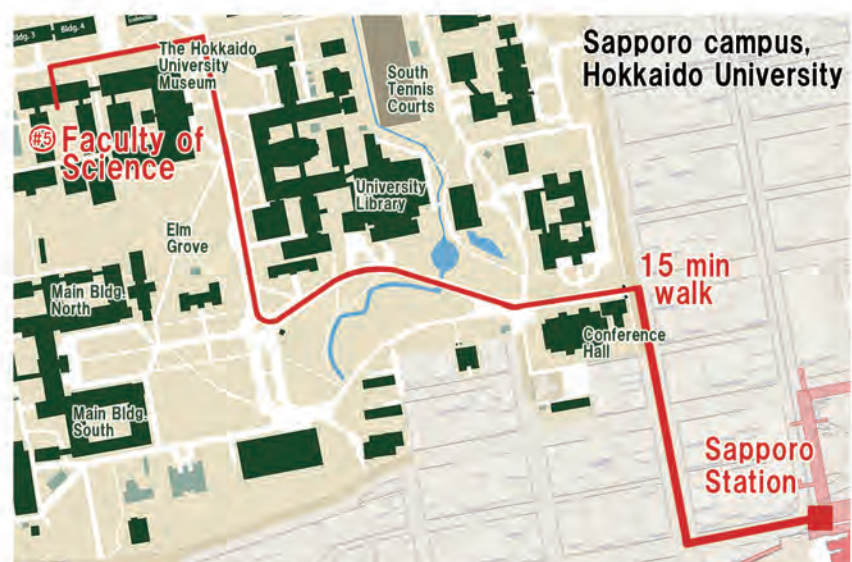 Sapporo campus,
Hokkaido University
Bldg. 3
Bldg. 4
The Hokkaido
University
Museum
South
Tennis
Courts
#5 Faculty of
Science
University
Library
Elm
Grove
15 min
walk
Main Bldg.
North
Conference
Hall
Main Bldg.
South
Sapporo
Station